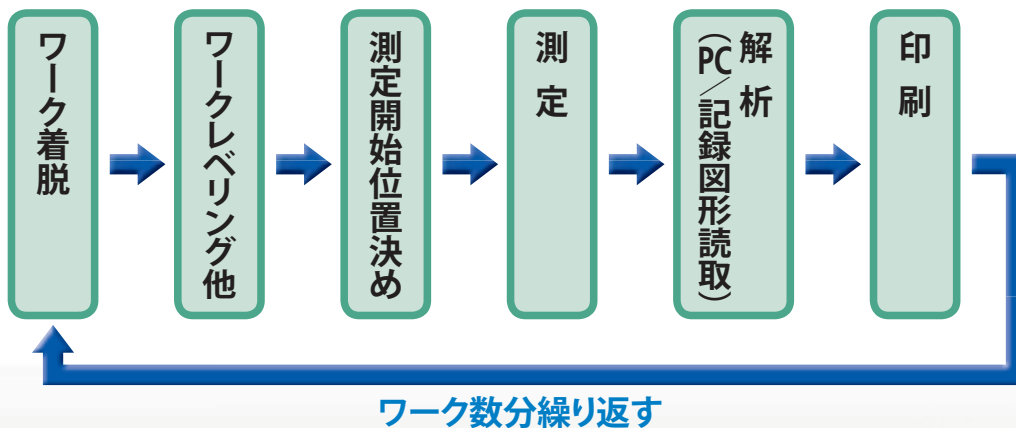 ワーク着脱
ワークレベリング他
測定開始位置決め
測定
解析
(PC/記録図形読取)
印刷
ワーク数分繰り返す